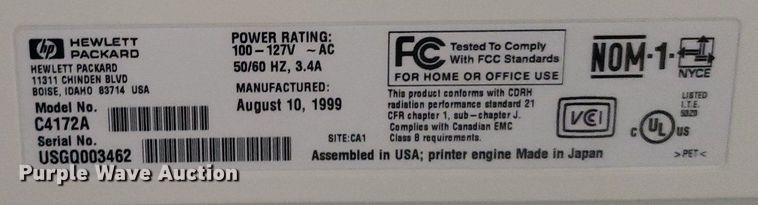 hp HEWLETT
PACKARD
HEWLETT PACKARD
11311 CHINDEN BLVD
BOISE, IDAHO 83714 USA
Model No.
C4172A
Serial No.
USGQ003462
POWER RATING:
100-127V ~ AC
50/60 HZ, 3.4A
MANUFACTURED:
August 10, 1999
SITE:CA1
FC Tested To Comply
With FCC Standards
FOR HOME OR OFFICE USE
This product conforms with CDRH
radiation performance standard 21
CFR chapter 1, sub-chapter J.
Complies with Canadian EMC
Class B requirements.
Assembled in USA; printer engine Made in Japan
NOM-1-
NYCE
VCI
LISTED
I.T.E.
C UL US
>PET<
Purple Wave Auction